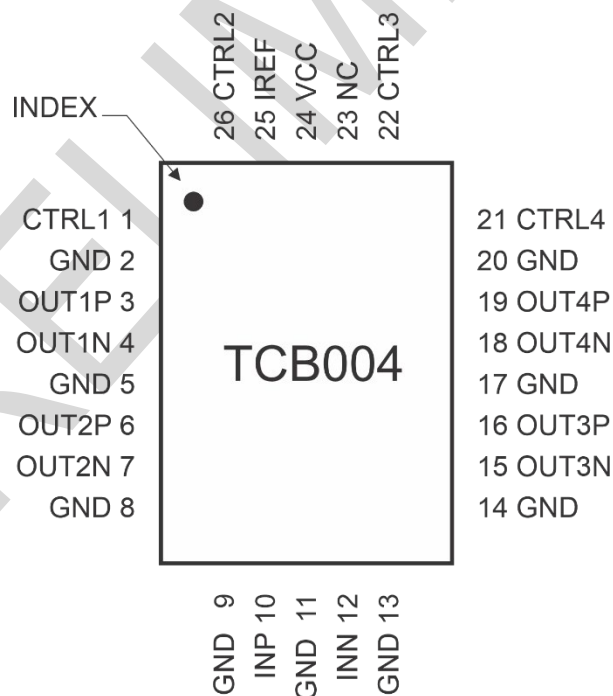 26 CTRL2
25 IREF
24 VCC
23 NC
22 CTRL3
INDEX
CTRL1 1
GND 2
OUT1P 3
OUT1N 4
GND 5
OUT2P 6
OUT2N 7
GND 8
TCB004
21 CTRL4
20 GND
19 OUT4P
18 OUT4N
17 GND
16 OUT3P
15 OUT3N
14 GND
GND 9
INP 10
GND 11
INN 12
GND 13